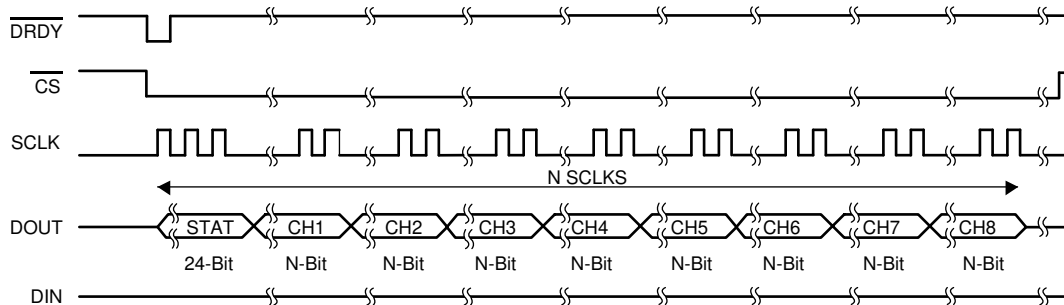 DRDY
CS
SCLK
N SCLKS
DOUT
STAT CH1 CH2 CH3 CH4 CH5 CH6 CH7 CH8
24-Bit N-Bit N-Bit N-Bit N-Bit N-Bit N-Bit N-Bit N-Bit
DIN